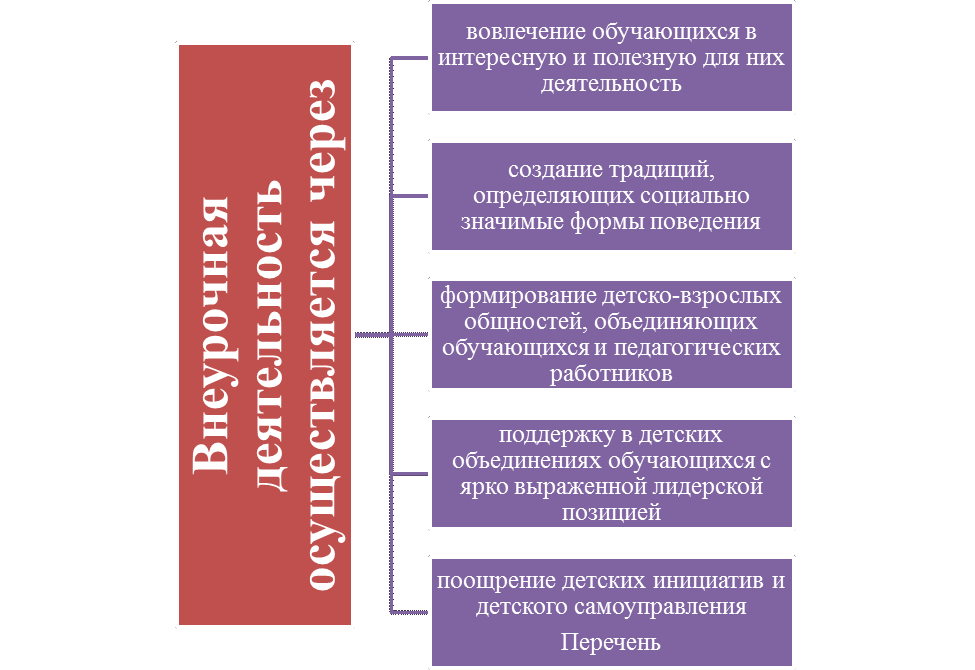 Внеурочная
деятельность
осуществляется через
вовлечение обучающихся в
интересную и полезную для них
деятельность
создание традиций,
определяющих социально
значимые формы поведения
формирование детско-взрослых
общностей, объединяющих
обучающихся и педагогических
работников
поддержку в детских
объединениях обучающихся с
ярко выраженной лидерской
позицией
поощрение детских инициатив и
детского самоуправления
Перечень